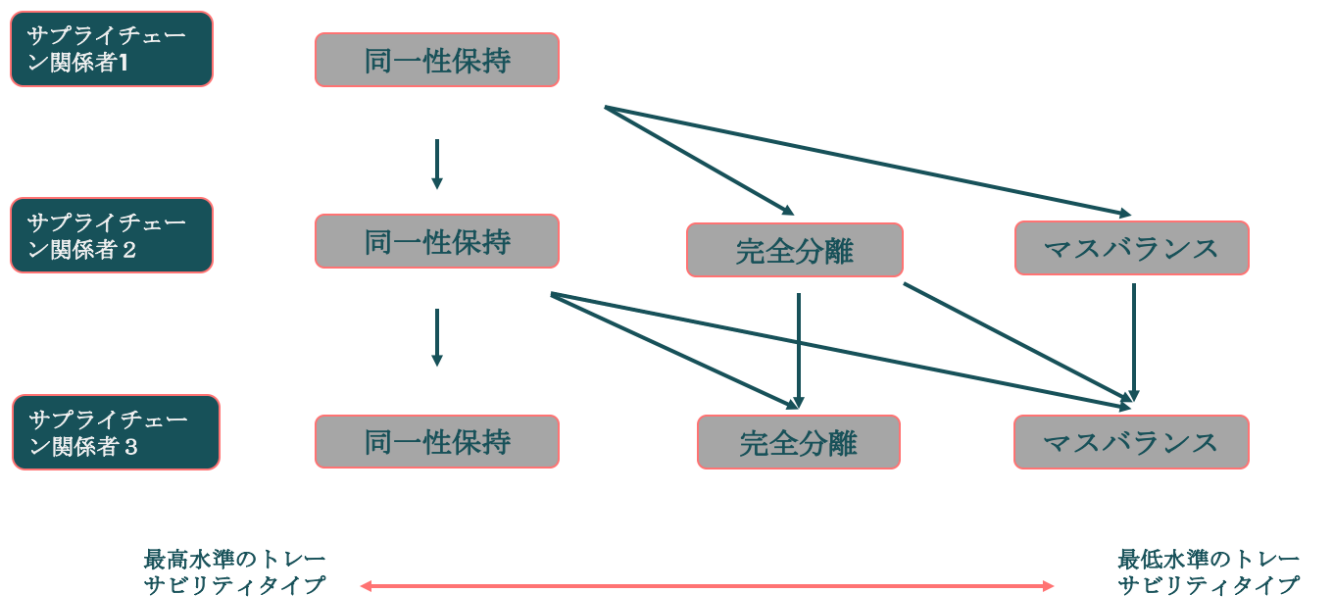 サプライチェー
ン関係者1
同一性保持
サプライチェー
ン関係者２
同一性保持
完全分離
マスバランス
サプライチェー
ン関係者３
同一性保持
完全分離
マスバランス
最高水準のトレー
サビリティタイプ
最低水準のトレー
サビリティタイプ